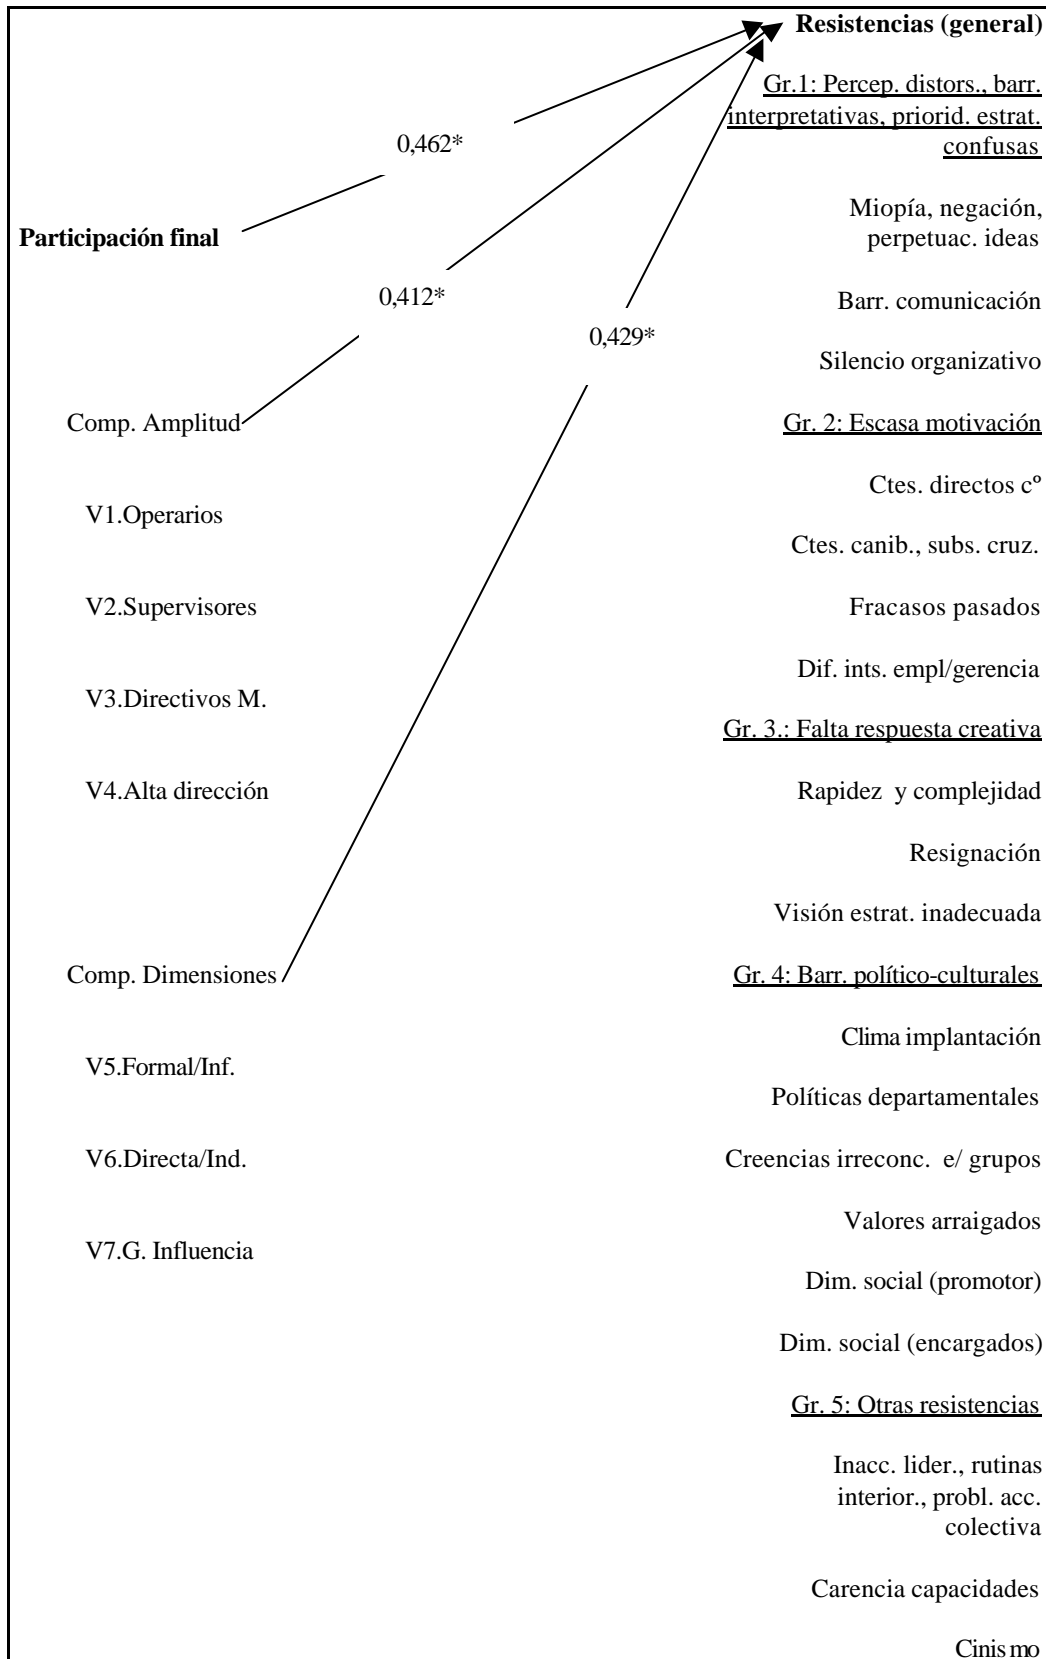 Resistencias (general)
Gr.1: Percep. distors., barr.
interpretativas, priorid. estrat.
confusas
0,462*
Miopía, negación,
perpetuac. ideas
Participación final
0,412*
Barr. comunicación
0,429*
Silencio organizativo
Comp. Amplitud
Gr. 2: Escasa motivación
Ctes. directos cº
V1.Operarios
Ctes. canib., subs. cruz.
V2.Supervisores
Fracasos pasados
Dif. ints. empl/gerencia
V3.Directivos M.
Gr. 3.: Falta respuesta creativa
V4.Alta dirección
Rapidez y complejidad
Resignación
Visión estrat. inadecuada
Comp. Dimensiones
Gr. 4: Barr. político-culturales
Clima implantación
V5.Formal/Inf.
Políticas departamentales
V6.Directa/Ind.
Creencias irreconc. e/ grupos
Valores arraigados
V7.G. Influencia
Dim. social (promotor)
Dim. social (encargados)
Gr. 5: Otras resistencias
Inacc. lider., rutinas
interior., probl. acc.
colectiva
Carencia capacidades
Cinismo